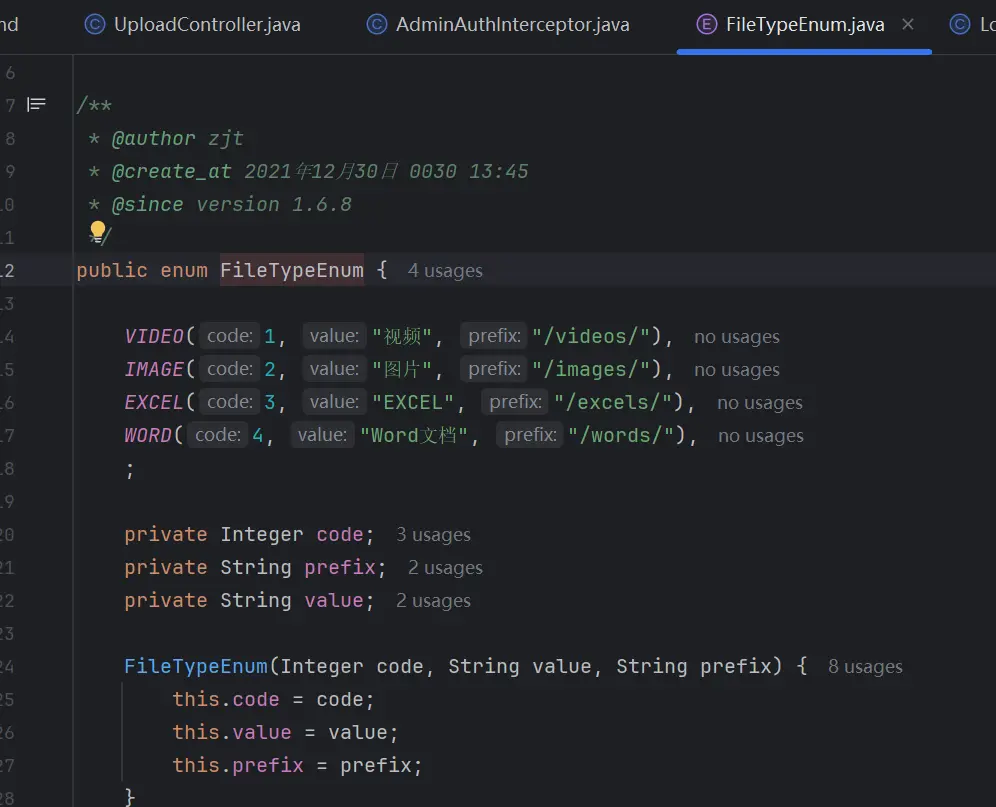 nd UploadController.java AdminAuthInterceptor.java FileTypeEnum.java Lo
6
7 /**
8 * @author zjt
9 * @create_at 2021年12月30日 0030 13:45
10 * @since version 1.6.8
11 */
12 public enum FileTypeEnum { 4 usages
13
14 VIDEO( code: 1, value: "视频", prefix: "/videos/"), no usages
15 IMAGE( code: 2, value: "图片", prefix: "/images/"), no usages
16 EXCEL( code: 3, value: "EXCEL", prefix: "/excels/"), no usages
17 WORD( code: 4, value: "Word文档", prefix: "/words/"), no usages
18 ;
19
20 private Integer code; 3 usages
21 private String prefix; 2 usages
22 private String value; 2 usages
23
24 FileTypeEnum(Integer code, String value, String prefix) { 8 usages
25 this.code = code;
26 this.value = value;
27 this.prefix = prefix;
28 }